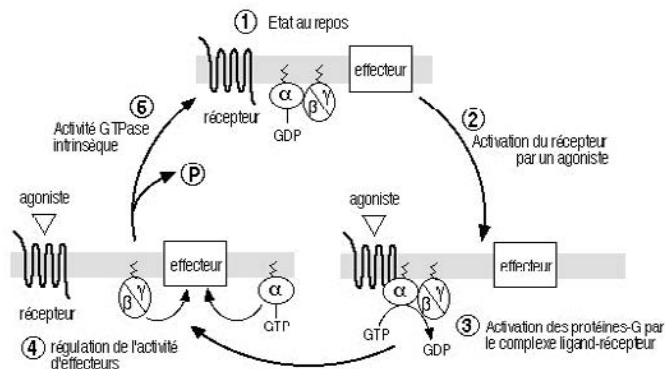 ① Etat au repos
effecteur
α
β
γ
récepteur
GDP
② Activation du récepteur
par un agoniste
agoniste
effecteur
α
β
γ
GTP
GDP
③ Activation des protéines-G par
le complexe ligand-récepteur
agoniste
effecteur
β
γ
α
GTP
récepteur
④ régulation de l'activité
d'effecteurs
⑤
Activité GTPase
intrinsèque
P